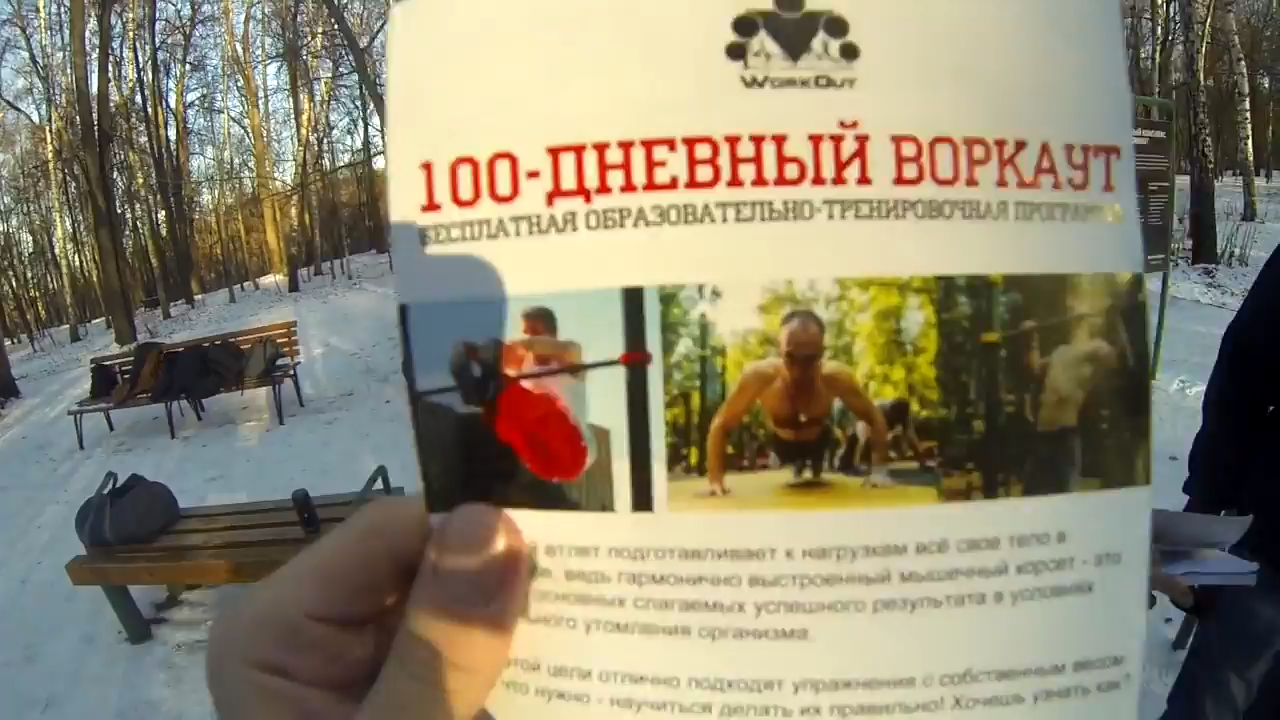 WORKOUT
100-ДНЕВНЫЙ ВОРКАУТ
БЕСПЛАТНАЯ ОБРАЗОВАТЕЛЬНО-ТРЕНИРОВОЧНАЯ ПРОГРАММА
атлет подготавливает к нагрузкам всё свое тело в
ведь гармонично выстроенный мышечный корсет - это
основных слагаемых успешного результата в условиях
утомления организма.
этой цели отлично подходят упражнения с собственным весом
что нужно - научиться делать их правильно! Хочешь узнать как?